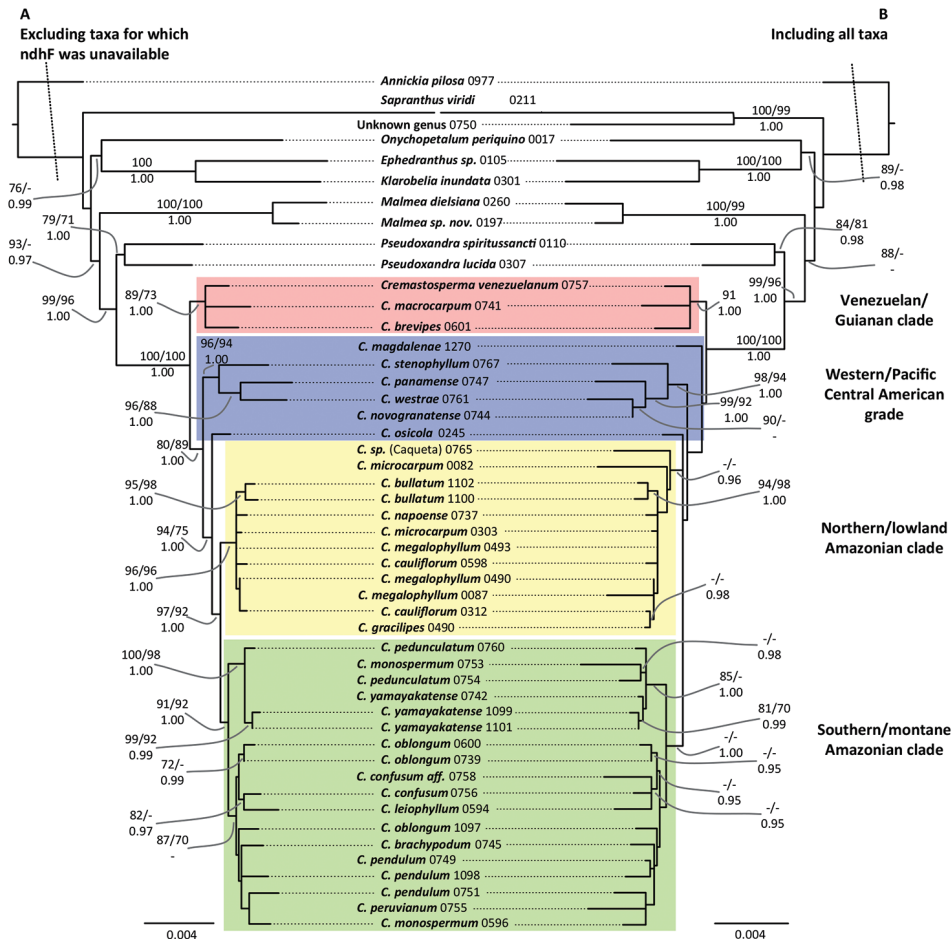 A
B
Excluding taxa for which
ndhF was unavailable
Including all taxa
Annickia pilosa 0977
Sapranthus viridi 0211
Unknown genus 0750
Onychopetalum periquino 0017
Ephedranthus sp. 0105
Klarobelia inundata 0301
Malmea dielsiana 0260
Malmea sp. nov. 0197
Pseudoxandra spiritussancti 0110
Pseudoxandra lucida 0307
Cremastosperma venezuelanum 0757
C. macrocarpum 0741
C. brevipes 0601
C. magdalenae 1270
C. stenophyllum 0767
C. panamense 0747
C. westrae 0761
C. novogranatense 0744
C. osicola 0245
C. sp. (Caqueta) 0765
C. microcarpum 0082
C. bullatum 1102
C. bullatum 1100
C. napoense 0737
C. microcarpum 0303
C. megalophyllum 0493
C. cauliflorum 0598
C. megalophyllum 0490
C. megalophyllum 0087
C. cauliflorum 0312
C. gracilipes 0490
C. pedunculatum 0760
C. monospermum 0753
C. pedunculatum 0754
C. yamayakatense 0742
C. yamayakatense 1099
C. yamayakatense 1101
C. oblongum 0600
C. oblongum 0739
C. confusum aff. 0758
C. confusum 0756
C. leiophyllum 0594
C. oblongum 1097
C. brachypodum 0745
C. pendulum 0749
C. pendulum 1098
C. pendulum 0751
C. peruvianum 0755
C. monospermum 0596
100
1.00
76/-
0.99
100/100
1.00
79/71
1.00
93/-
0.97
99/96
1.00
89/73
1.00
100/100
1.00
96/94
1.00
96/88
1.00
80/89
1.00
95/98
1.00
94/75
1.00
96/96
1.00
97/92
1.00
100/98
1.00
91/92
1.00
99/92
0.99
72/-
0.99
82/-
0.97
87/70
-
0.004
100/99
1.00
100/100
1.00
89/-
0.98
100/99
1.00
84/81
0.98
88/-
-
99/96
1.00
91
1.00
100/100
1.00
98/94
1.00
99/92
1.00
90/-
-
-/-
0.96
94/98
1.00
-/-
0.98
-/-
0.98
85/-
1.00
81/70
0.99
-/-
1.00
-/-
0.95
-/-
0.95
-/-
0.95
0.004
Venezuelan/
Guianan clade
Western/Pacific
Central American
grade
Northern/lowland
Amazonian clade
Southern/montane
Amazonian clade